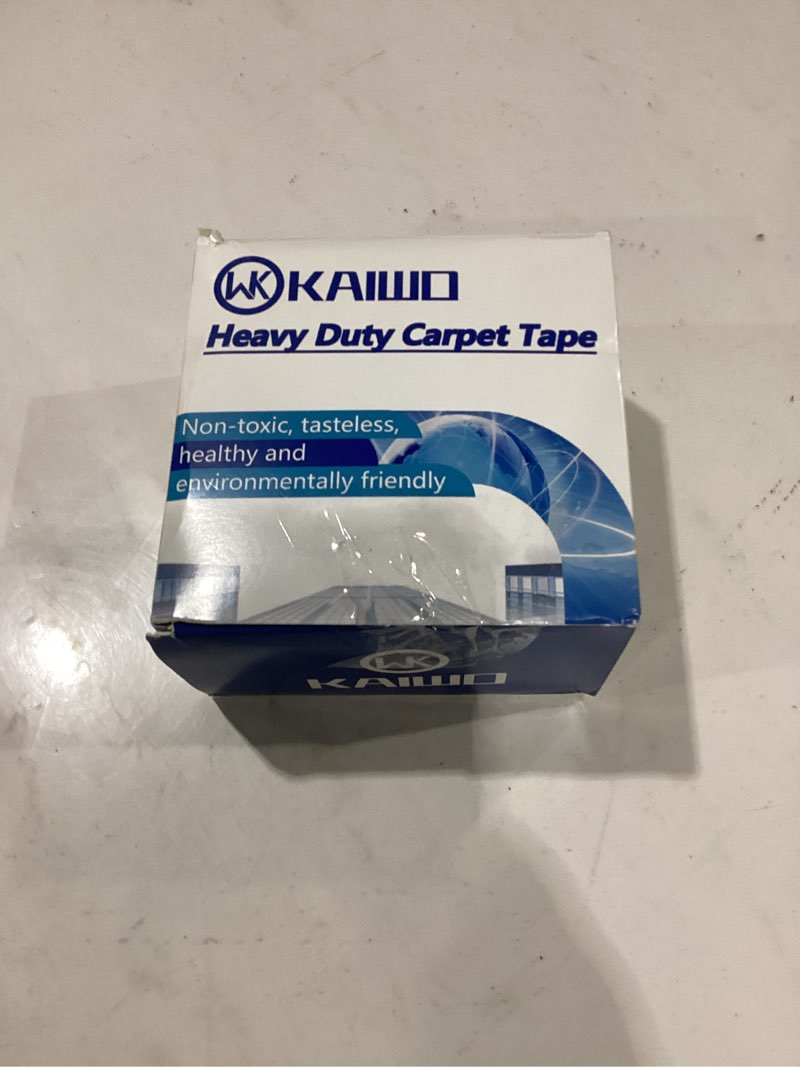 WK KAIWO
Heavy Duty Carpet Tape
Non-toxic, tasteless,
healthy and
environmentally friendly
WK
KAIWO